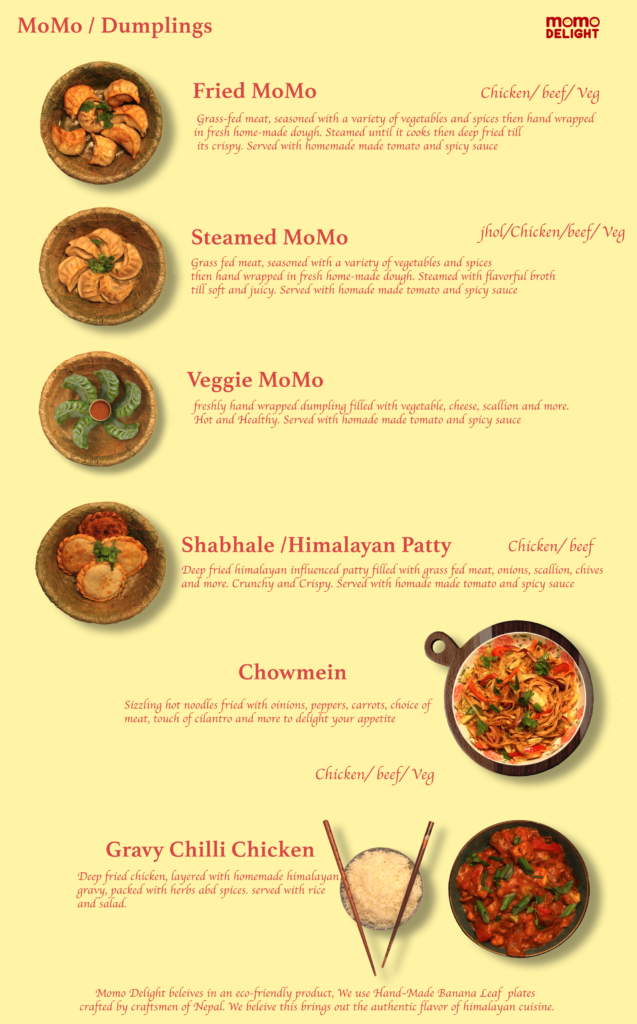 MoMo / Dumplings
momo
DELIGHT
Fried MoMo
Chicken/ beef/ Veg
Grass-fed meat, seasoned with a variety of vegetables and spices then hand wrapped
in fresh home-made dough. Steamed until it cooks then deep fried till
its crispy. Served with homemade made tomato and spicy sauce
Steamed MoMo
jhol/Chicken/beef/ Veg
Grass fed meat, seasoned with a variety of vegetables and spices
then hand wrapped in fresh home-made dough. Steamed with flavorful broth
till soft and juicy. Served with homade made tomato and spicy sauce
Veggie MoMo
freshly hand wrapped dumpling filled with vegetable, cheese, scallion and more.
Hot and Healthy. Served with homade made tomato and spicy sauce
Shabhale /Himalayan Patty
Chicken/ beef
Deep fried himalayan influenced patty filled with grass fed meat, onions, scallion, chives
and more. Crunchy and Crispy. Served with homade made tomato and spicy sauce
Chowmein
Sizzling hot noodles fried with oinions, peppers, carrots, choice of
meat, touch of cilantro and more to delight your appetite
Chicken/ beef/ Veg
Gravy Chilli Chicken
Deep fried chicken, layered with homemade himalayan
gravy, packed with herbs abd spices. served with rice
and salad.
Momo Delight beleives in an eco-friendly product, We use Hand-Made Banana Leaf plates
crafted by craftsmen of Nepal. We beleive this brings out the authentic flavor of himalayan cuisine.